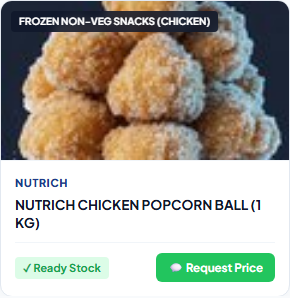 FROZEN NON-VEG SNACKS (CHICKEN)
NUTRICH
NUTRICH CHICKEN POPCORN BALL (1
KG)
✓ Ready Stock
Request Price